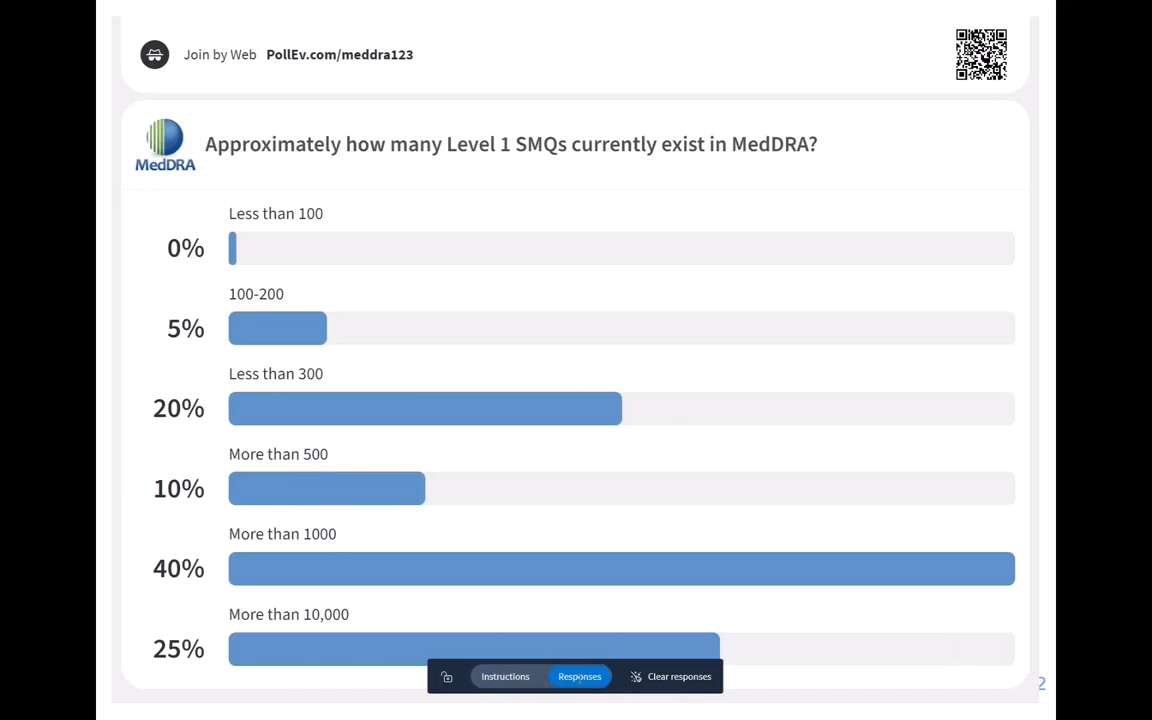 Join by Web PollEv.com/meddra123
MedDRA
Approximately how many Level 1 SMQs currently exist in MedDRA?
Less than 100
0%
100-200
5%
Less than 300
20%
More than 500
10%
More than 1000
40%
More than 10,000
25%
Instructions Responses Clear responses
2